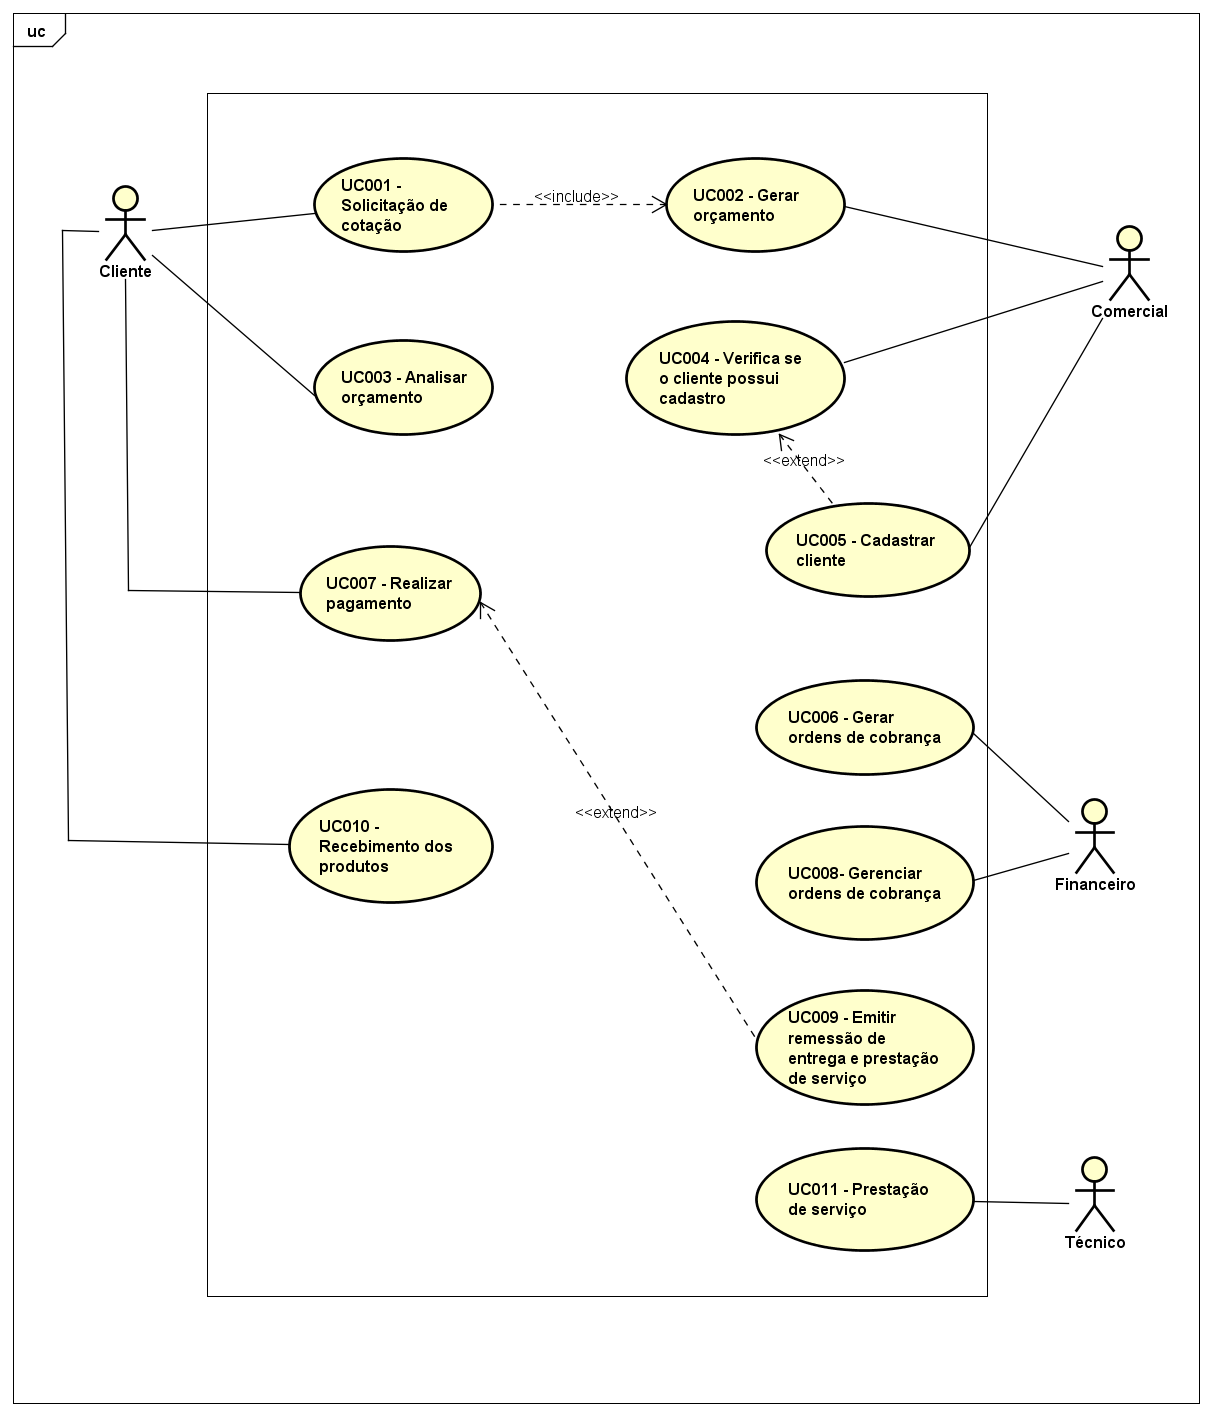 uc
UC001 -
Solicitação de
cotação
<<include>>
UC002 - Gerar
orçamento
Cliente
Comercial
UC003 - Analisar
orçamento
UC004 - Verifica se
o cliente possui
cadastro
<<extend>>
UC005 - Cadastrar
cliente
UC007 - Realizar
pagamento
UC006 - Gerar
ordens de cobrança
<<extend>>
UC010 -
Recebimento dos
produtos
UC008- Gerenciar
ordens de cobrança
Financeiro
UC009 - Emitir
remessão de
entrega e prestação
de serviço
UC011 - Prestação
de serviço
Técnico